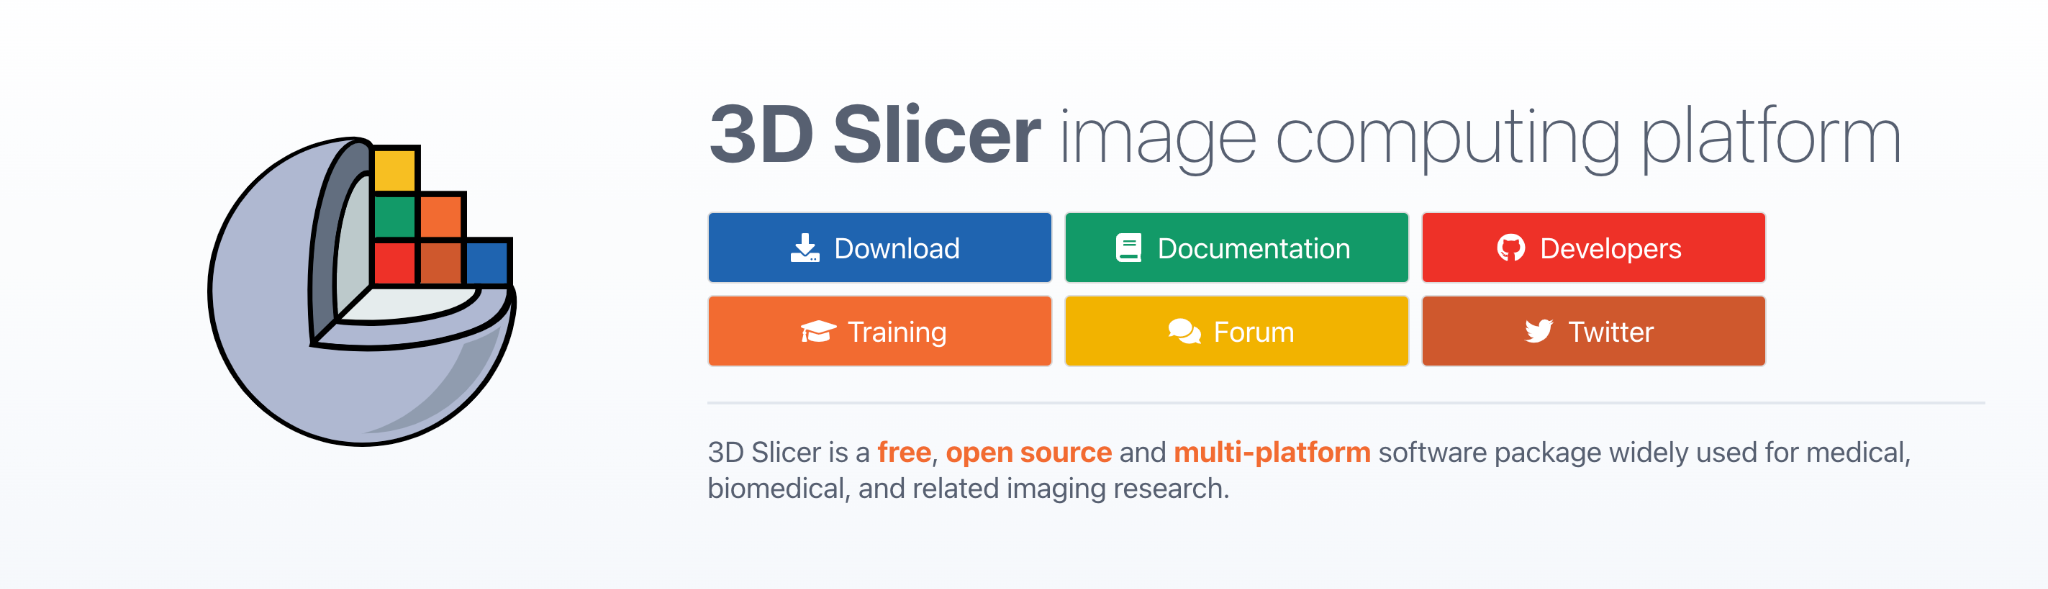 3D Slicer image computing platform
Download
Documentation
Developers
Training
Forum
Twitter
3D Slicer is a free, open source and multi-platform software package widely used for medical,
biomedical, and related imaging research.